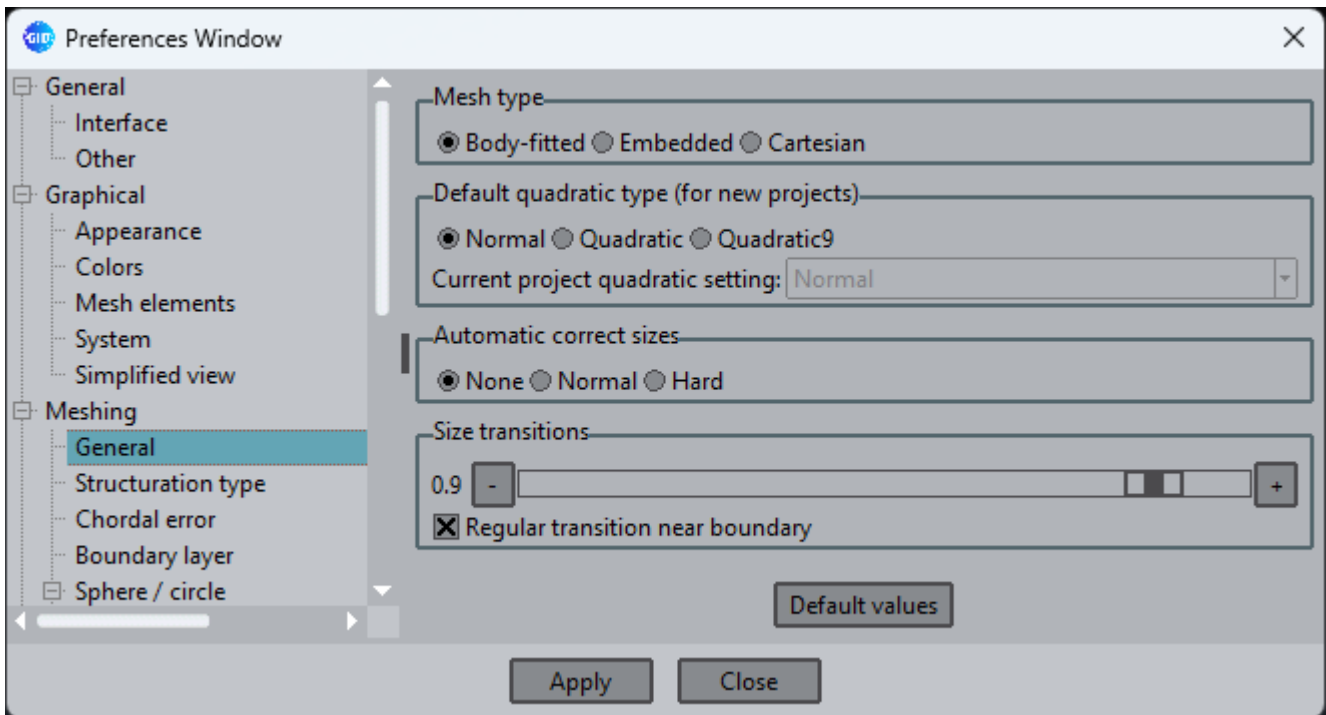 GiD Preferences Window
General
Interface
Other
Graphical
Appearance
Colors
Mesh elements
System
Simplified view
Meshing
General
Structuration type
Chordal error
Boundary layer
Sphere / circle
Mesh type
Body-fitted Embedded Cartesian
Default quadratic type (for new projects)
Normal Quadratic Quadratic9
Current project quadratic setting: Normal
Automatic correct sizes
None Normal Hard
Size transitions
0.9 - +
Regular transition near boundary
Default values
Apply Close